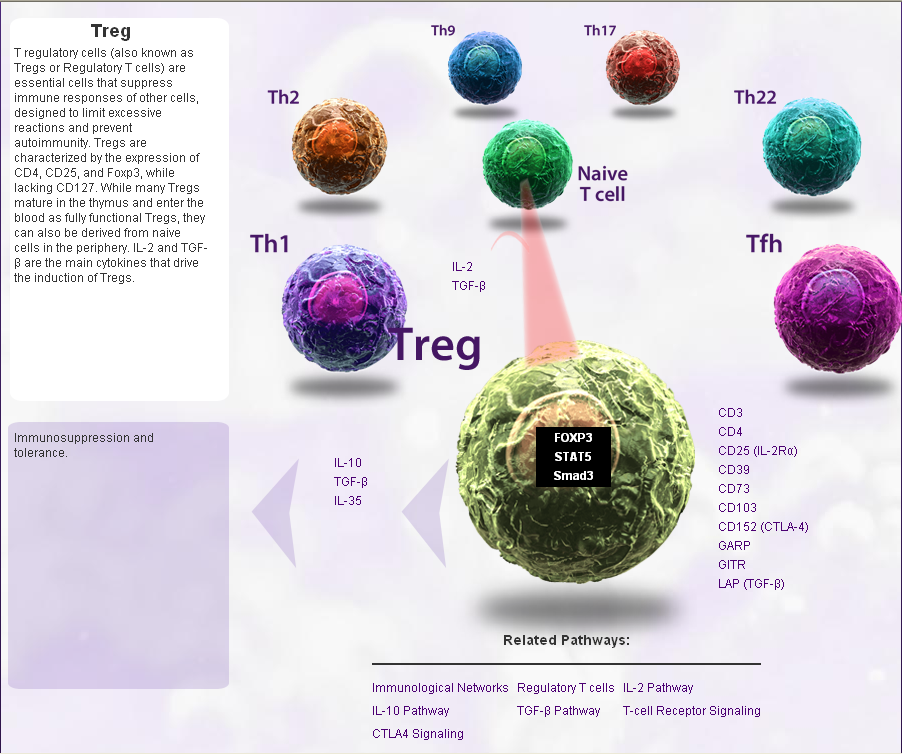 Treg
T regulatory cells (also known as
Tregs or Regulatory T cells) are
essential cells that suppress
immune responses of other cells,
designed to limit excessive
reactions and prevent
autoimmunity. Tregs are
characterized by the expression of
CD4, CD25, and Foxp3, while
lacking CD127. While many Tregs
mature in the thymus and enter the
blood as fully functional Tregs, they
can also be derived from naive
cells in the periphery. IL-2 and TGF-
β are the main cytokines that drive
the induction of Tregs.
Immunosuppression and
tolerance.
Th9
Th17
Th2
Th22
Naive
T cell
Th1
Tfh
IL-2
TGF-β
Treg
FOXP3
STAT5
Smad3
IL-10
TGF-β
IL-35
CD3
CD4
CD25 (IL-2Rα)
CD39
CD73
CD103
CD152 (CTLA-4)
GARP
GITR
LAP (TGF-β)
Related Pathways:
Immunological Networks Regulatory T cells IL-2 Pathway
IL-10 Pathway TGF-β Pathway T-cell Receptor Signaling
CTLA4 Signaling